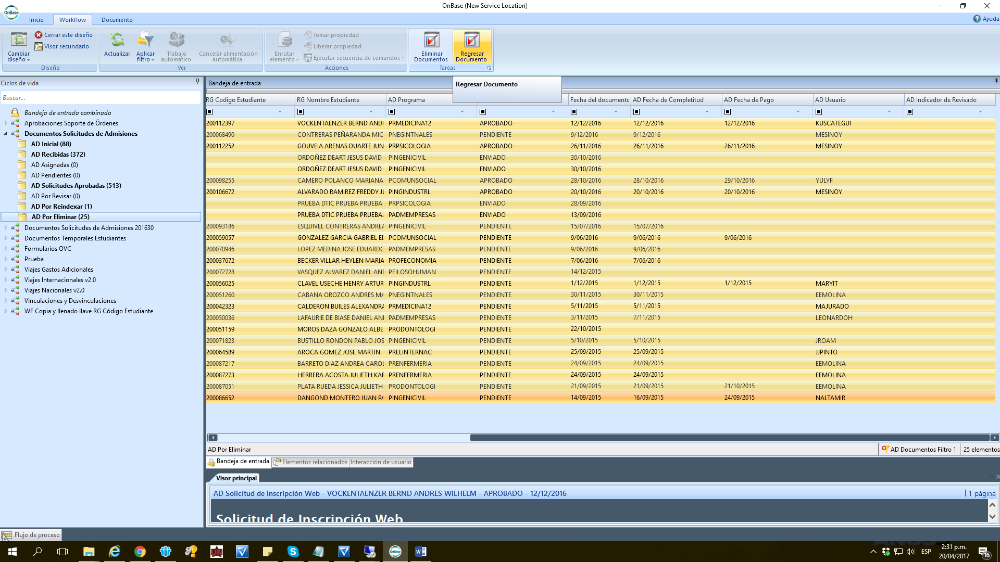 OnBase (New Service Location)
OnBase
Inicio Workflow Documento Ayuda
Cambiar diseño
Cerrar este diseño
Visor secundario
Diseño
Actualizar
Aplicar filtro
Trabajo automático
Cancelar alimentación automática
Ver
Enrutar elemento
Tomar propiedad
Liberar propiedad
Ejecutar secuencia de comandos
Acciones
Eliminar Documentos
Regresar Documento
Tareas
Regresar Documento
Ciclos de vida
Buscar...
Bandeja de entrada combinada
Aprobaciones Soporte de Órdenes
Documentos Solicitudes de Admisiones
AD Inicial (88)
AD Recibidas (372)
AD Asignadas (0)
AD Pendientes (0)
AD Solicitudes Aprobadas (513)
AD Por Revisar (0)
AD Por Reindexar (1)
AD Por Eliminar (25)
Documentos Solicitudes de Admisiones 201630
Documentos Temporales Estudiantes
Formularios OVC
Prueba
Viajes Gastos Adicionales
Viajes Internacionales v2.0
Viajes Nacionales v2.0
Vinculaciones y Desvinculaciones
WF Copia y llenado llave RG Código Estudiante
Bandeja de entrada
RG Codigo Estudiante RG Nombre Estudiante AD Programa Fecha del documento AD Fecha de Completitud AD Fecha de Pago AD Usuario AD Indicador de Revisado
200112397 VOCKENTAENZER BERND ANDI PRMEDICINA12 APROBADO 12/12/2016 12/12/2016 12/12/2016 KUSCATEGUI
200068490 CONTRERAS PEÑARANDA MIC PNEGINTNALES PENDIENTE 9/12/2016 9/12/2016 MESINOY
200112252 GOUVEIA ARENAS DUARTE JUN PRPSICOLOGIA APROBADO 26/11/2016 26/11/2016 26/11/2016 MESINOY
ORDOÑEZ DEART JESUS DAVID PINGENICIVIL ENVIADO 30/10/2016
ORDOÑEZ DEART JESUS DAVID PINGENICIVIL ENVIADO 30/10/2016
200098255 CAMERO POLANCO MARIANA PCOMUNSOCIAL APROBADO 28/10/2016 28/10/2016 29/10/2016 YULYF
200106672 ALVARADO RAMIREZ FREDDY JU PINGINDUSTRL APROBADO 20/10/2016 20/10/2016 20/10/2016 MESINOY
PRUEBA DTIC PRUEBA PRUEBA PRPSICOLOGIA ENVIADO 28/09/2016
PRUEBA DTIC PRUEBA PRUEBA2 PADMEMPRESAS ENVIADO 13/09/2016
200093186 ESQUIVEL CONTRERAS ANDREA PINGENICIVIL PENDIENTE 15/07/2016 15/07/2016
200059057 GONZALEZ GARCIA GABRIEL ED PCOMUNSOCIAL PENDIENTE 9/06/2016 9/06/2016 9/06/2016
200070946 LOPEZ MEDINA JOSE EDUARDO PADMEMPRESAS PENDIENTE 9/06/2016 9/06/2016
200037672 BECKER VILLAR HEYLEN MARIA PROFECONOMIA PENDIENTE 7/06/2016 7/06/2016
200072728 VASQUEZ ALVAREZ DANIEL AND PFILOSOHUMAN PENDIENTE 14/12/2015
200056025 CLAVEL USECHE HENRY ARTUR PINGINDUSTRL PENDIENTE 1/12/2015 1/12/2015 1/12/2015 MARYIT
200051260 CABANA OROZCO ANDRES MA PNEGINTNALES PENDIENTE 30/11/2015 30/11/2015 EEMOLINA
200042323 CALDERON BUILES ALEXANDRA PRMEDICINA12 PENDIENTE 5/11/2015 5/11/2015 MAJURADO
200050036 LAFAURIE DE BIASE DANIEL ANI PADMEMPRESAS PENDIENTE 3/11/2015 7/11/2015 LEONARDOH
200051159 MOROS DAZA GONZALO ALBE PRODONTOLOGI PENDIENTE 22/10/2015
200071823 BUSTILLO RONDON PABLO JOS PINGENICIVIL PENDIENTE 5/10/2015 5/10/2015 JROAM
200064589 AROCA GOMEZ JOSE MARTIN PRELINTERNAC PENDIENTE 25/09/2015 25/09/2015 JJPINTO
200087217 BARRETO DIAZ ANDREA CAROL PRENFERMERIA PENDIENTE 24/09/2015 24/09/2015 EEMOLINA
200087273 HERRERA ACOSTA JULIETH KAR PRENFERMERIA PENDIENTE 24/09/2015 24/09/2015 EEMOLINA
200087051 PLATA RUEDA JESSICA JULIETH PRODONTOLOGI PENDIENTE 21/09/2015 21/09/2015 21/10/2015 EEMOLINA
200086652 DANGOND MONTERO JUAN PA PINGENICIVIL PENDIENTE 14/09/2015 16/09/2015 24/09/2015 NALTAMIR
AD Por Eliminar AD Documentos Filtro 1 25 elementos
Bandeja de entrada Elementos relacionados Interacción de usuario
Visor principal
AD Solicitud de Inscripción Web - VOCKENTAENZER BERND ANDRES WILHELM - APROBADO - 12/12/2016 1 página
Solicitud de Inscripción Web
Flujo de proceso
ESP
2:31 p.m.
20/04/2017
16